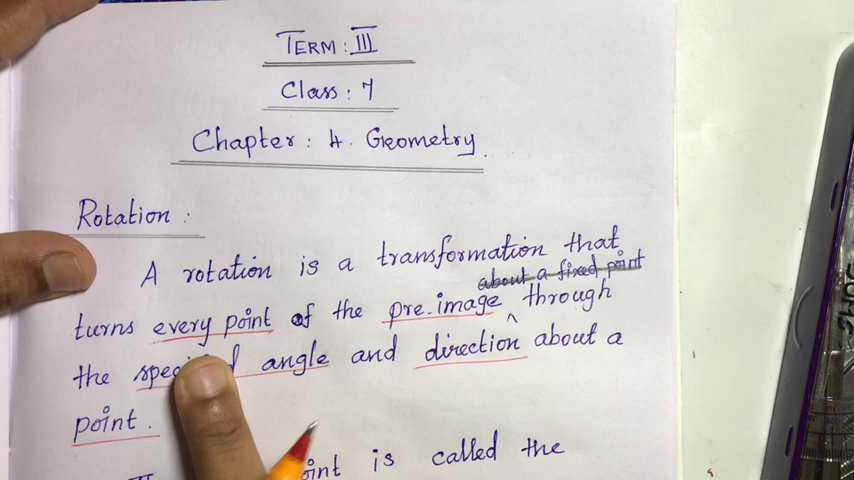 TERM: III
Class: 7
Chapter: 4. Geometry.
Rotation:
A rotation is a transformation that
about a fixed point
turns every point of the pre-image ^ through
the angle and direction about a
point.
is called the